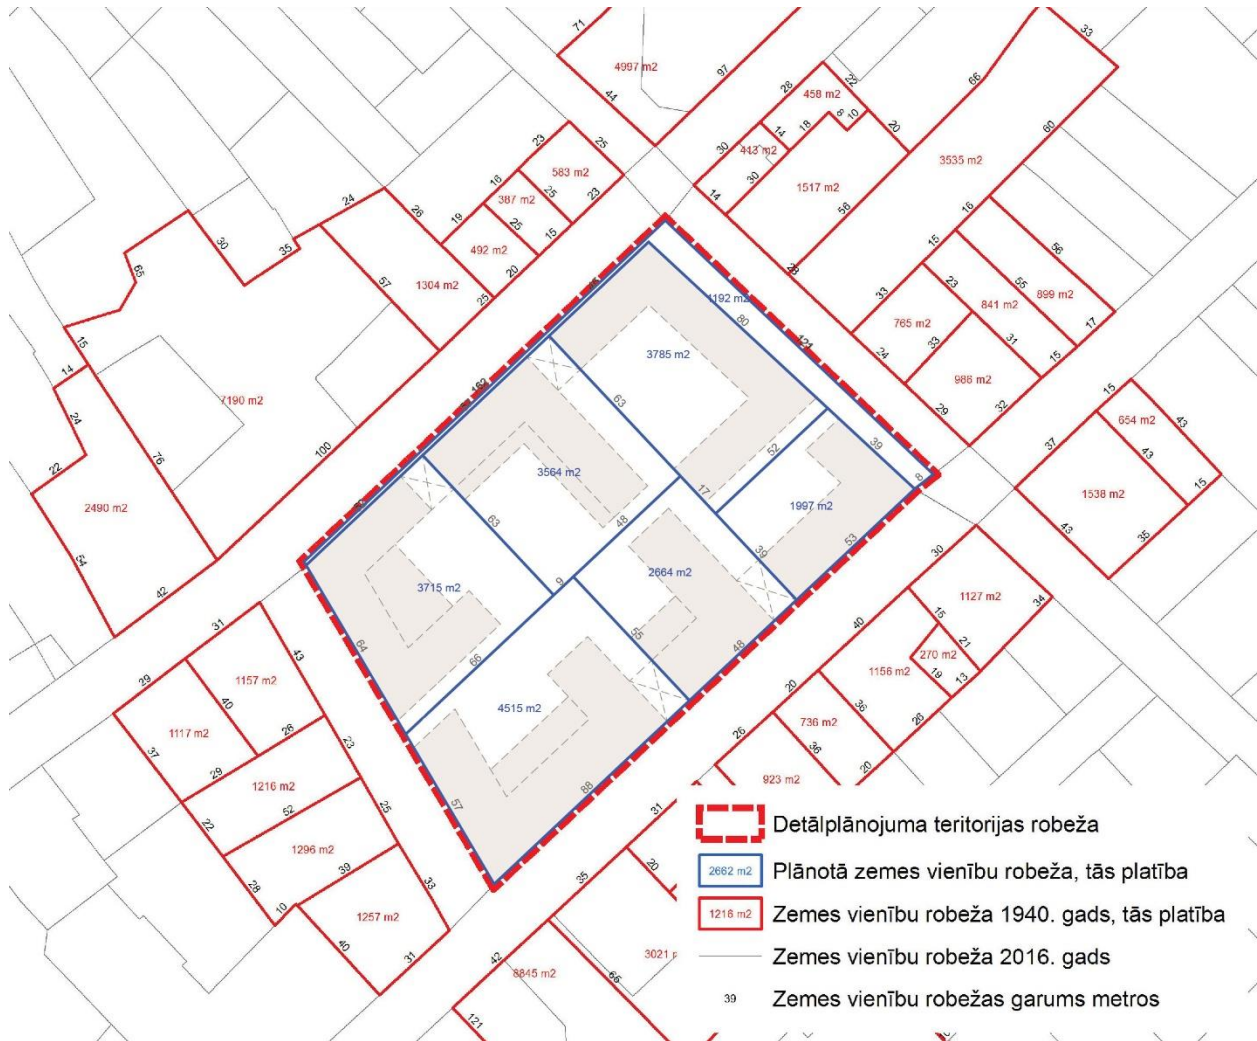 71
4997 m2
44
97
33
66
60
28
22
458 m2
8
10
20
14
18
30
443 m2
30
14
1517 m2
3535 m2
56
28
23
25
583 m2
16
387 m2
25
23
19
25
492 m2
15
20
26
25
1304 m2
57
24
35
30
65
15
14
24
22
7190 m2
76
100
2490 m2
54
42
16
15
56
33
23
55
899 m2
841 m2
765 m2
17
33
31
15
24
986 m2
29
32
1192 m2
80
121
3785 m2
162
63
52
39
8
17
1997 m2
53
39
3564 m2
48
63
9
2664 m2
55
48
3715 m2
64
66
4515 m2
57
88
15
654 m2
43
37
43
15
1538 m2
43
35
30
1127 m2
34
40
15
21
270 m2
19
13
1156 m2
36
26
20
736 m2
36
20
26
923 m2
31
20
35
42
3021
66
8845 m2
121
31
29
1157 m2
43
40
1117 m2
37
28
29
23
1216 m2
22
52
25
1296 m2
39
28
10
33
1257 m2
40
31
Detālplānojuma teritorijas robeža
2662 m2 Plānotā zemes vienību robeža, tās platība
1216 m2 Zemes vienību robeža 1940. gads, tās platība
Zemes vienību robeža 2016. gads
39 Zemes vienību robežas garums metros